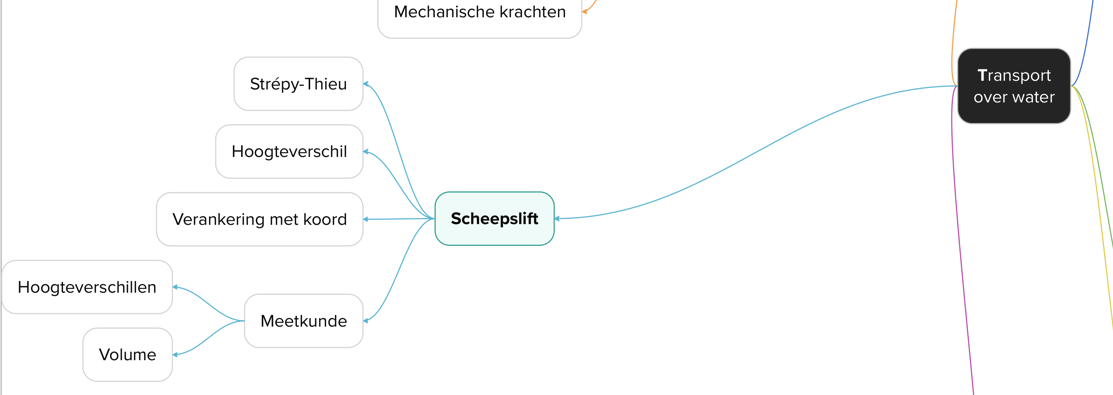 Mechanische krachten
Strépy-Thieu
Hoogteverschil
Verankering met koord
Scheepslift
Hoogteverschillen
Meetkunde
Volume
Transport
over water